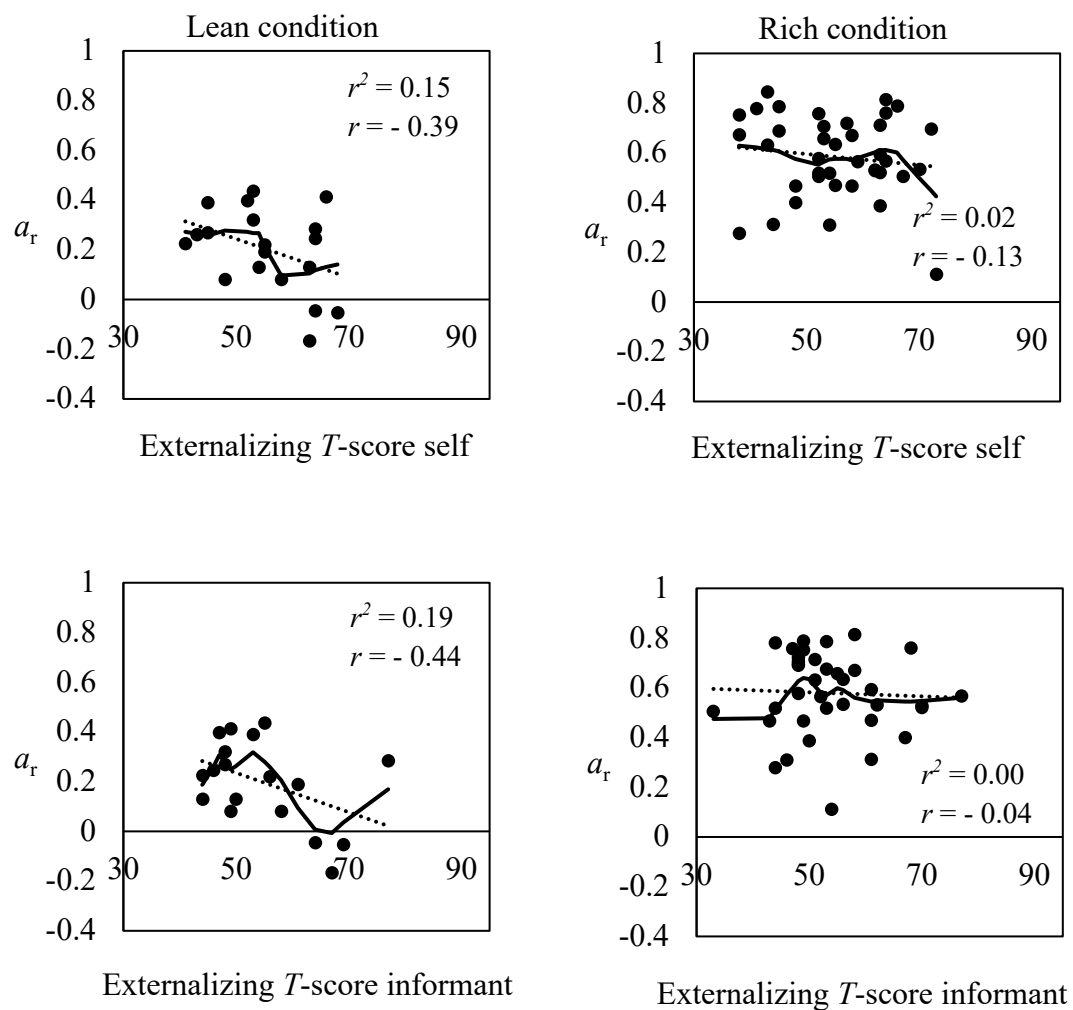 Lean condition
1
0.8
0.6
0.4
0.2
0
-0.2
-0.4
a_r
r² = 0.15
r = - 0.39
30 50 70 90
Externalizing T-score self
Rich condition
1
0.8
0.6
0.4
0.2
0
-0.2
-0.4
a_r
r² = 0.02
r = - 0.13
30 50 70 90
Externalizing T-score self
1
0.8
0.6
0.4
0.2
0
-0.2
-0.4
a_r
r² = 0.19
r = - 0.44
30 50 70 90
Externalizing T-score informant
1
0.8
0.6
0.4
0.2
0
-0.2
-0.4
a_r
r² = 0.00
r = - 0.04
30 50 70 90
Externalizing T-score informant